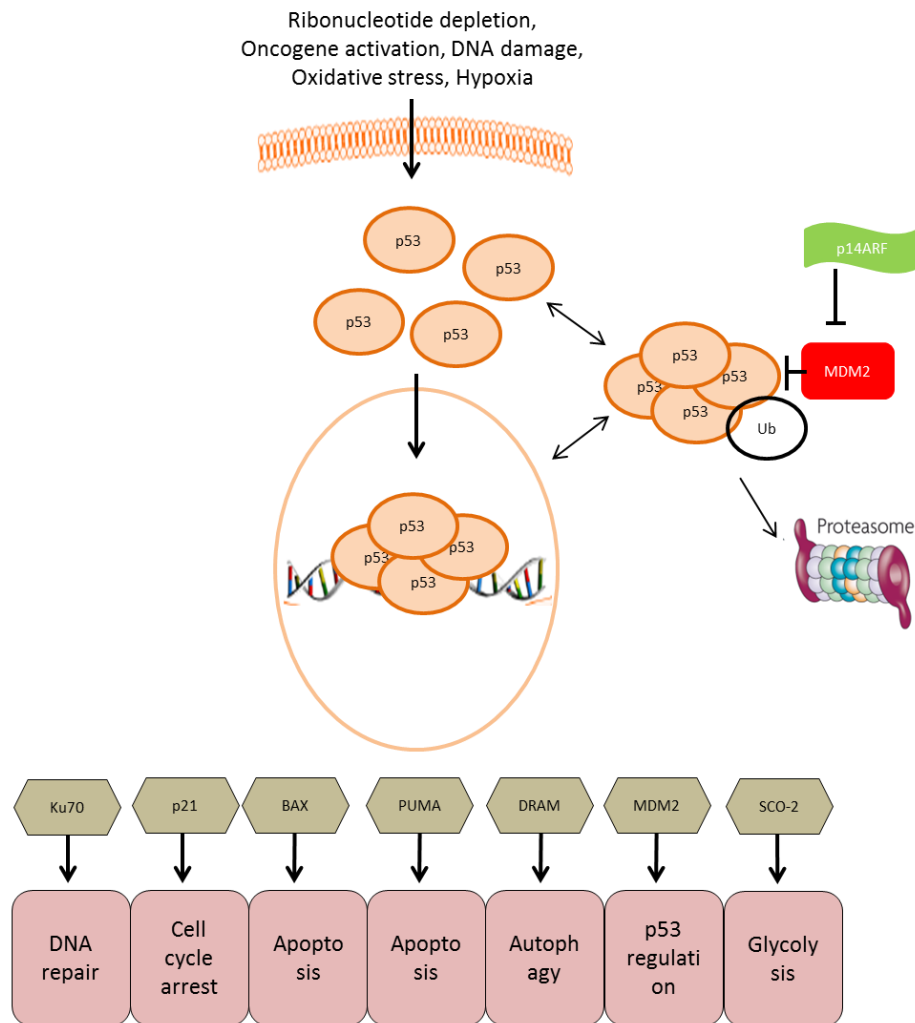 Ribonucleotide depletion,
Oncogene activation, DNA damage,
Oxidative stress, Hypoxia
p53
p53
p53
p53
p14ARF
MDM2
p53
p53
p53
p53
Ub
Proteasome
p53
p53
p53
p53
Ku70
p21
BAX
PUMA
DRAM
MDM2
SCO-2
DNA
repair
Cell
cycle
arrest
Apopto
sis
Apopto
sis
Autoph
agy
p53
regulati
on
Glycoly
sis